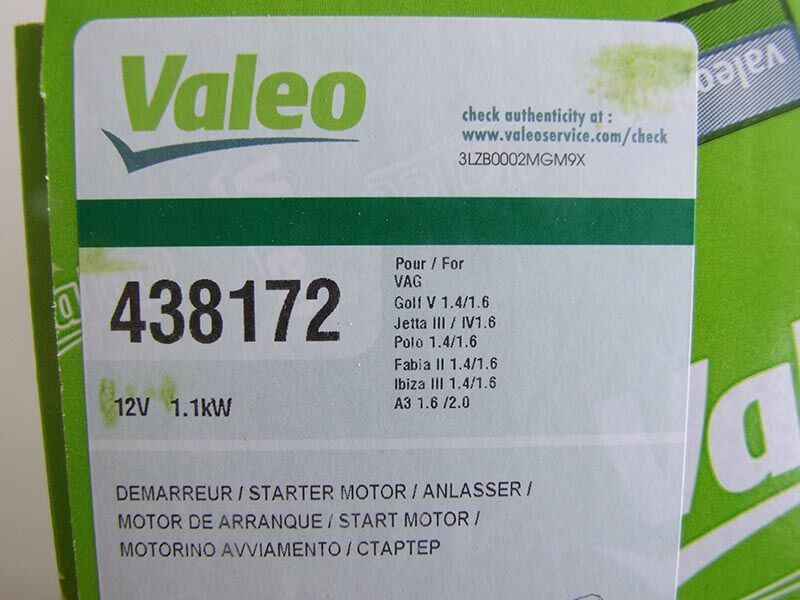 Valeo
Valeo
check authenticity at :
www.valeoservice.com/check
3LZB0002MGM9X
438172
Pour / For
VAG
Golf V 1.4/1.6
Jetta III / IV1.6
Polo 1.4/1.6
Fabia II 1.4/1.6
Ibiza III 1.4/1.6
A3 1.6 /2.0
12V 1.1kW
DEMARREUR / STARTER MOTOR / ANLASSER /
MOTOR DE ARRANQUE / START MOTOR /
MOTORINO AVVIAMENTO / СТАРТЕР
Va